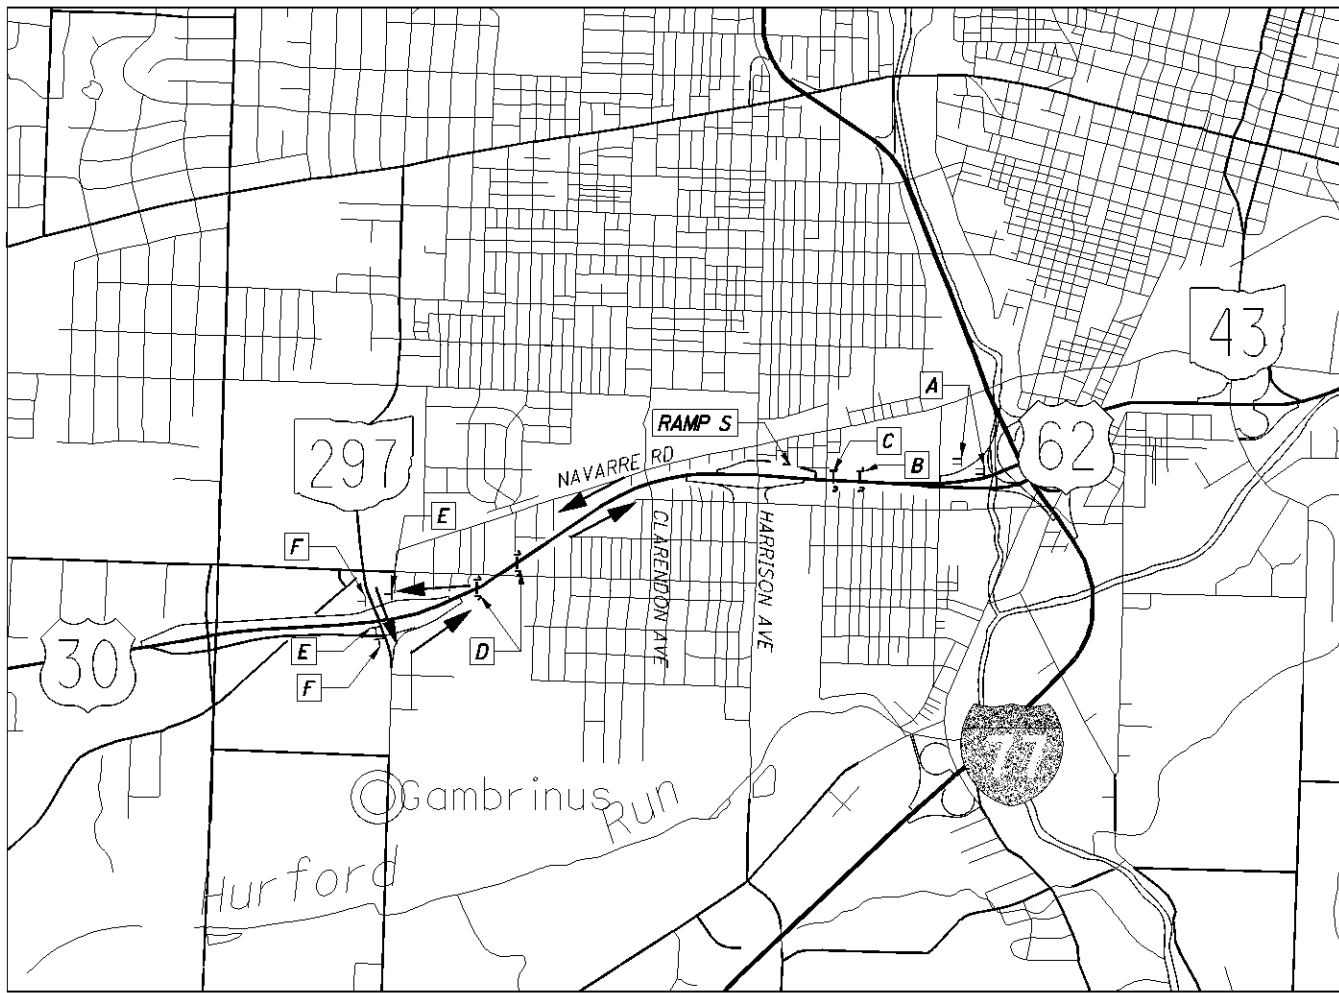 43
A
RAMP S
62
C
297
NAVARRE RD
B
E
F
CLARENDON AVE
HARRISON AVE
30
E
D
F
77
Gambrinus
Hurford Run